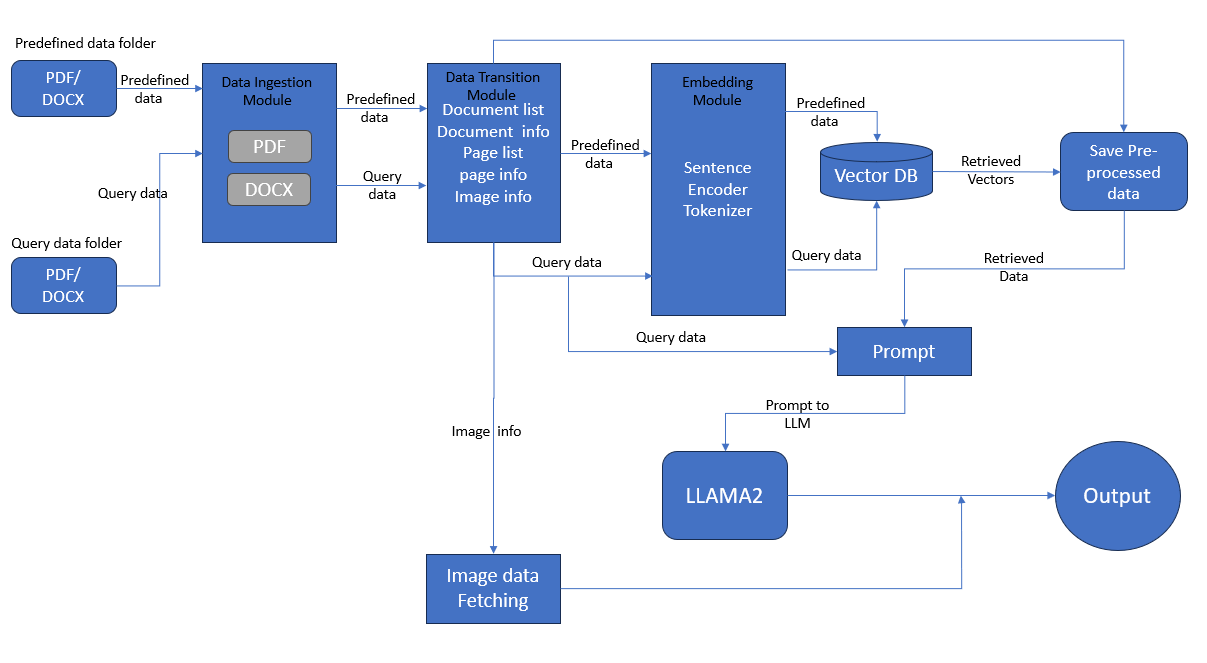 Predefined data folder
PDF/
DOCX
Predefined
data
Query data
Query data folder
PDF/
DOCX
Data Ingestion
Module
PDF
DOCX
Predefined
data
Query
data
Data Transition
Module
Document list
Document  info
Page list
page info
Image info
Predefined
data
Query data
Query data
Image  info
Embedding
Module
Sentence
Encoder
Tokenizer
Predefined
data
Query data
Vector DB
Retrieved
Vectors
Save Pre-
processed
data
Retrieved
Data
Prompt
Prompt to
LLM
LLAMA2
Output
Image data
Fetching